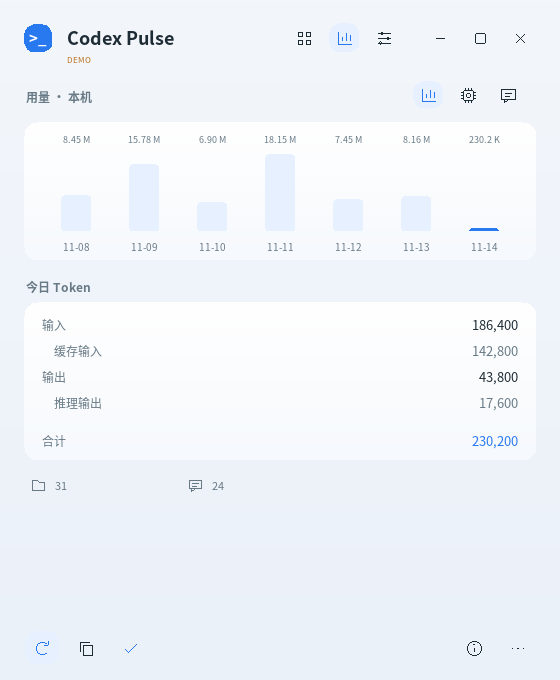 >_ Codex Pulse
DEMO
用量 · 本机
8.45 M 15.78 M 6.90 M 18.15 M 7.45 M 8.16 M 230.2 K
11-08 11-09 11-10 11-11 11-12 11-13 11-14
今日 Token
输入 186,400
缓存输入 142,800
输出 43,800
推理输出 17,600
合计 230,200
31 24